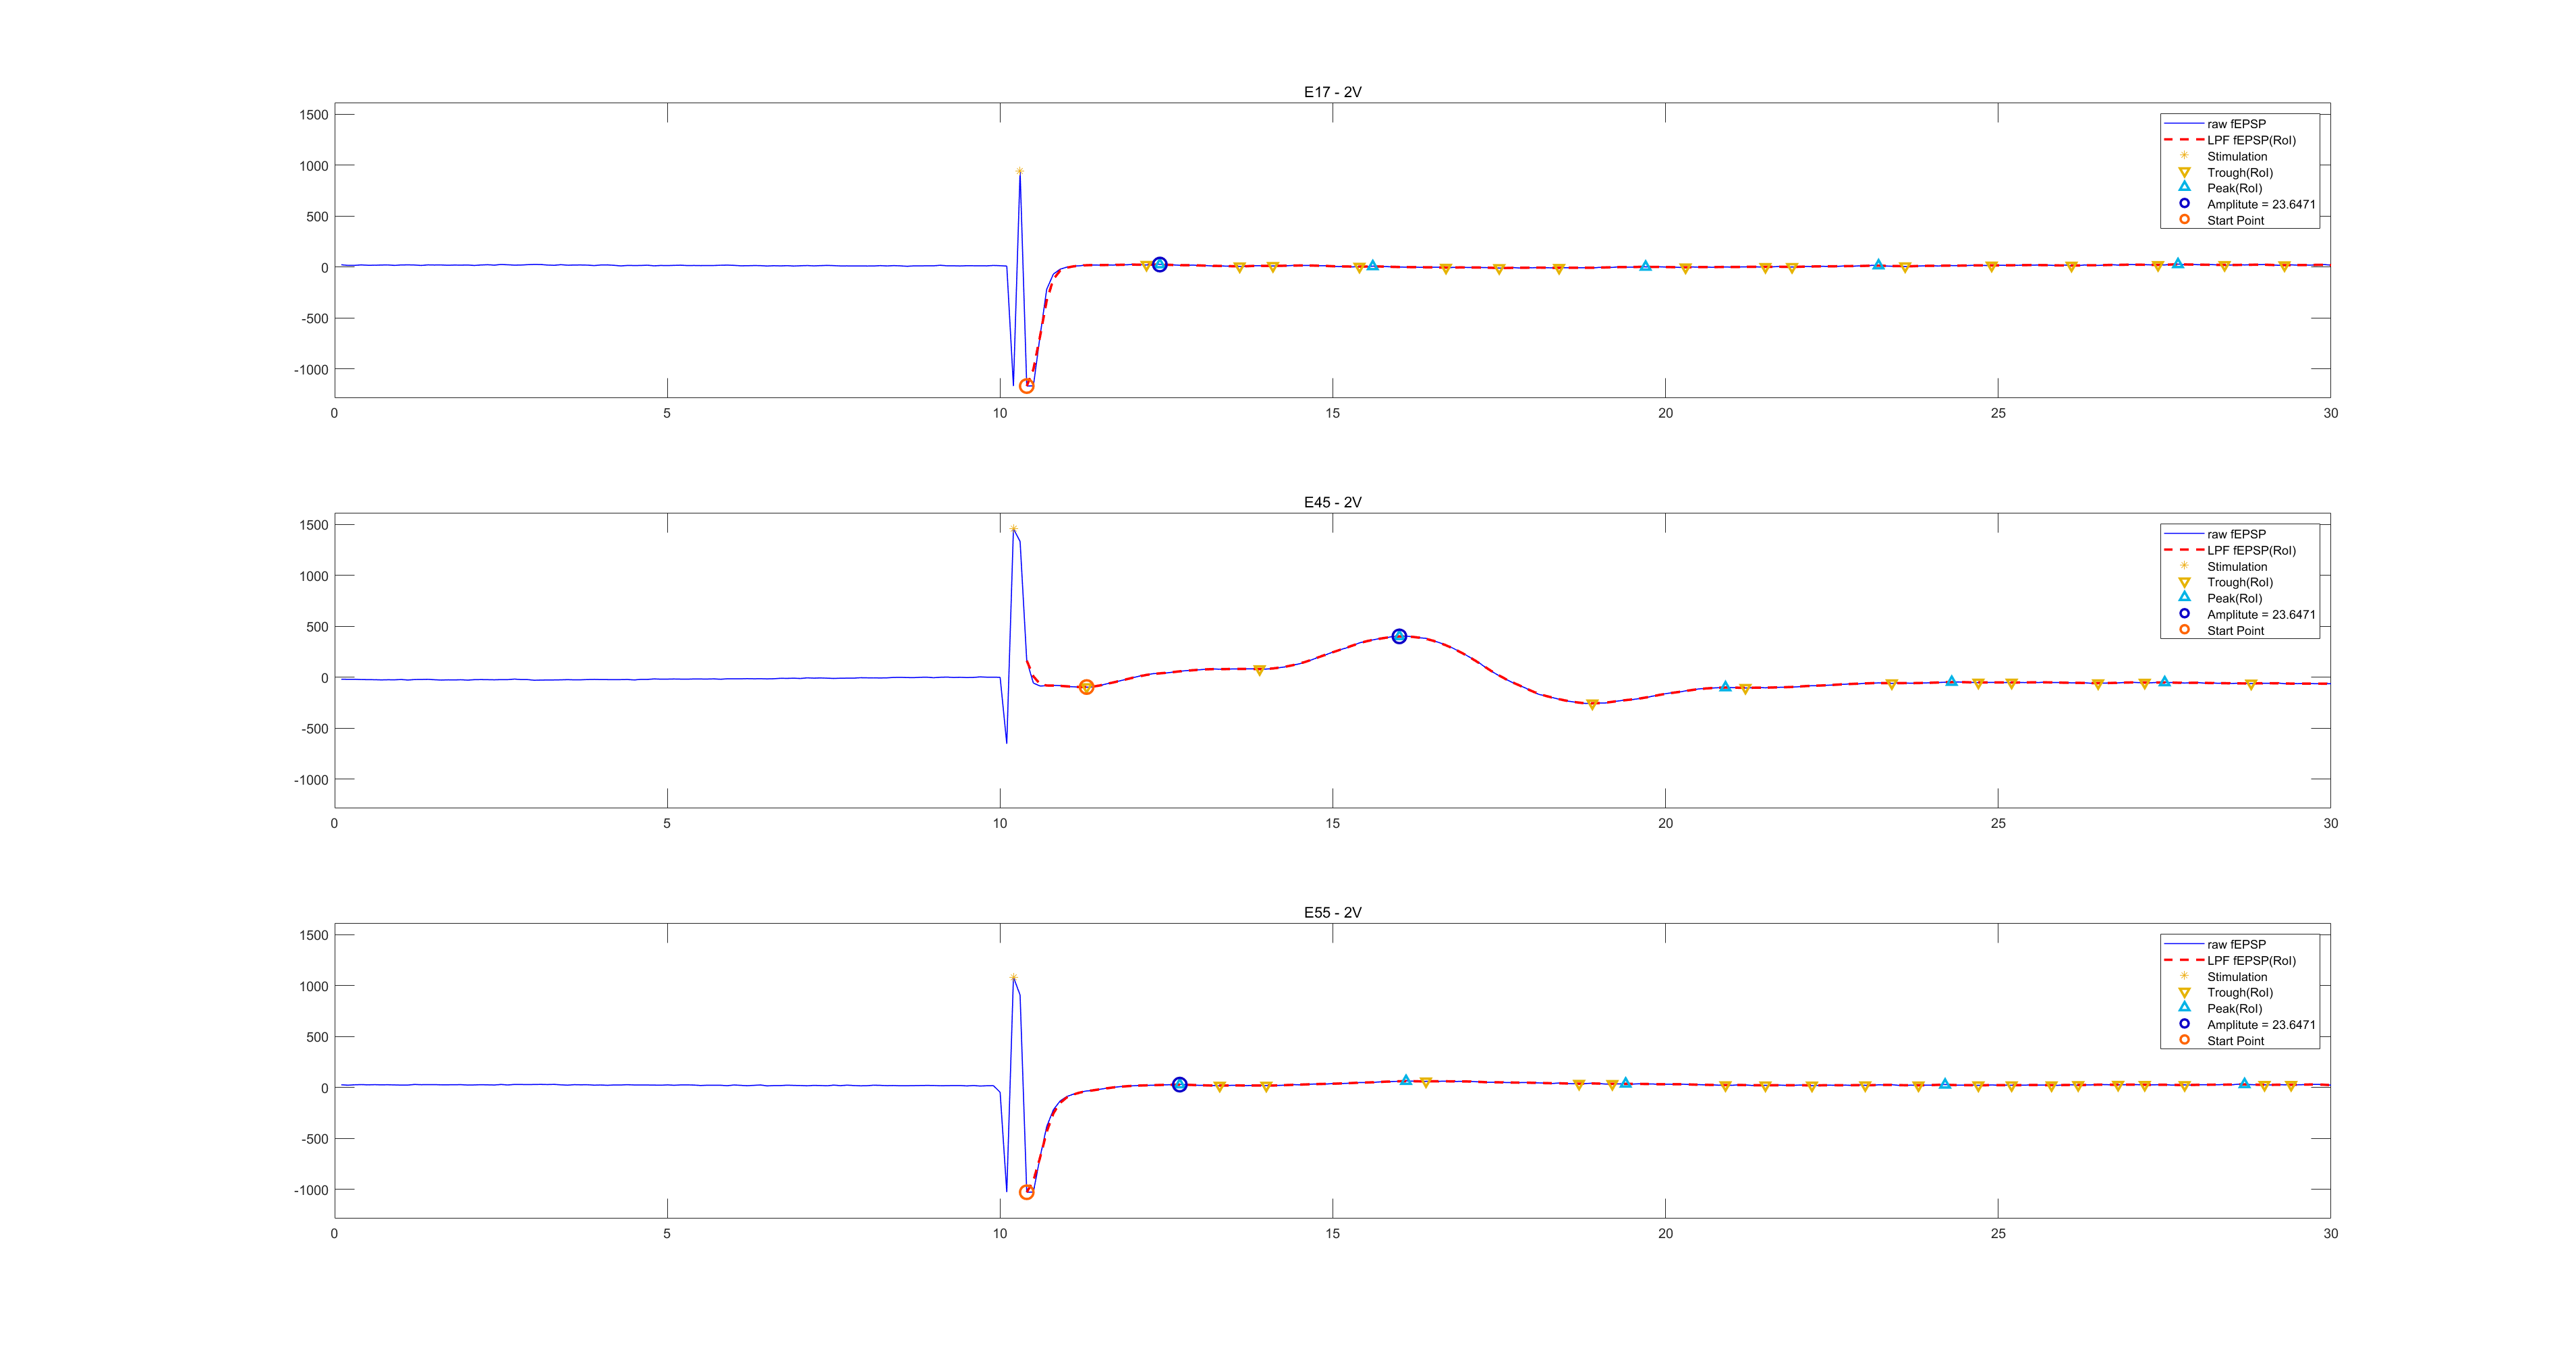 E17 - 2V
1500
1000
500
0
-500
-1000
0 5 10 15 20 25 30
raw fEPSP
LPF fEPSP(RoI)
Stimulation
Trough(RoI)
Peak(RoI)
Amplitute = 23.6471
Start Point
E45 - 2V
1500
1000
500
0
-500
-1000
0 5 10 15 20 25 30
raw fEPSP
LPF fEPSP(RoI)
Stimulation
Trough(RoI)
Peak(RoI)
Amplitute = 23.6471
Start Point
E55 - 2V
1500
1000
500
0
-500
-1000
0 5 10 15 20 25 30
raw fEPSP
LPF fEPSP(RoI)
Stimulation
Trough(RoI)
Peak(RoI)
Amplitute = 23.6471
Start Point